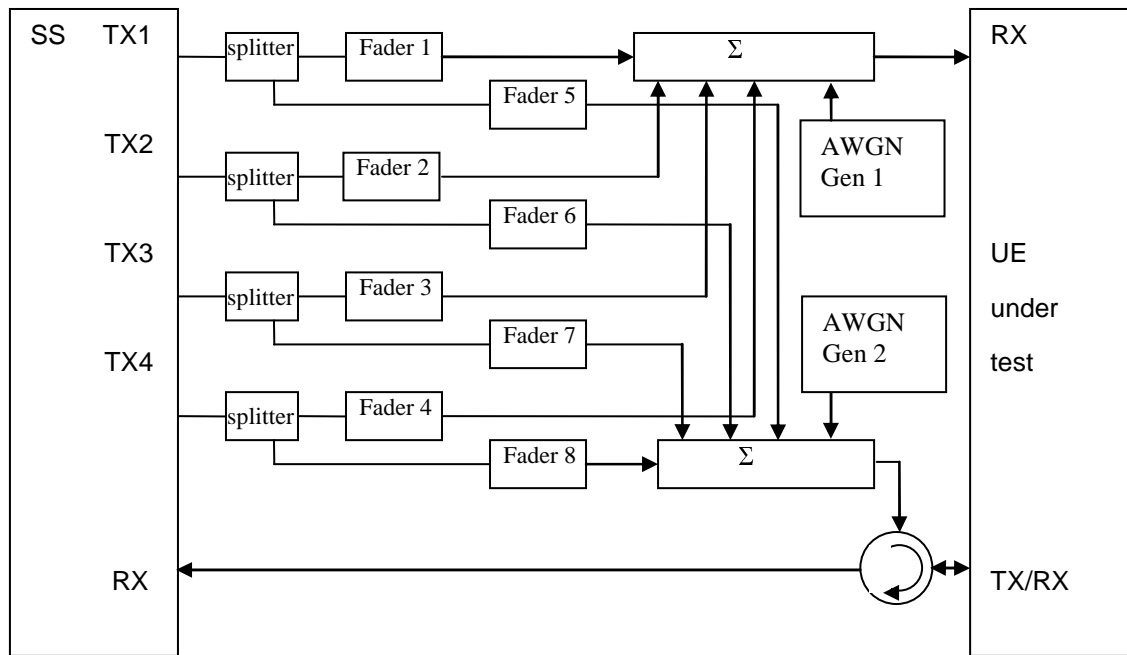 SS TX1
splitter
Fader 1
Σ
RX
Fader 5
TX2
AWGN
Gen 1
splitter
Fader 2
Fader 6
TX3
UE
splitter
Fader 3
under
AWGN
Gen 2
Fader 7
TX4
test
splitter
Fader 4
Fader 8
Σ
RX
TX/RX